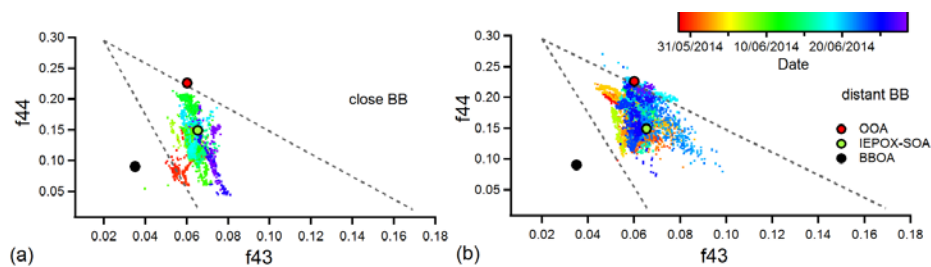 31/05/2014 10/06/2014 20/06/2014
Date
f44
0.30
0.25
0.20
0.15
0.10
0.05
close BB
0.02 0.04 0.06 0.08 0.10 0.12 0.14 0.16 0.18
f43
(a)
f44
0.30
0.25
0.20
0.15
0.10
0.05
distant BB
OOA
IEPOX-SOA
BBOA
0.02 0.04 0.06 0.08 0.10 0.12 0.14 0.16 0.18
f43
(b)